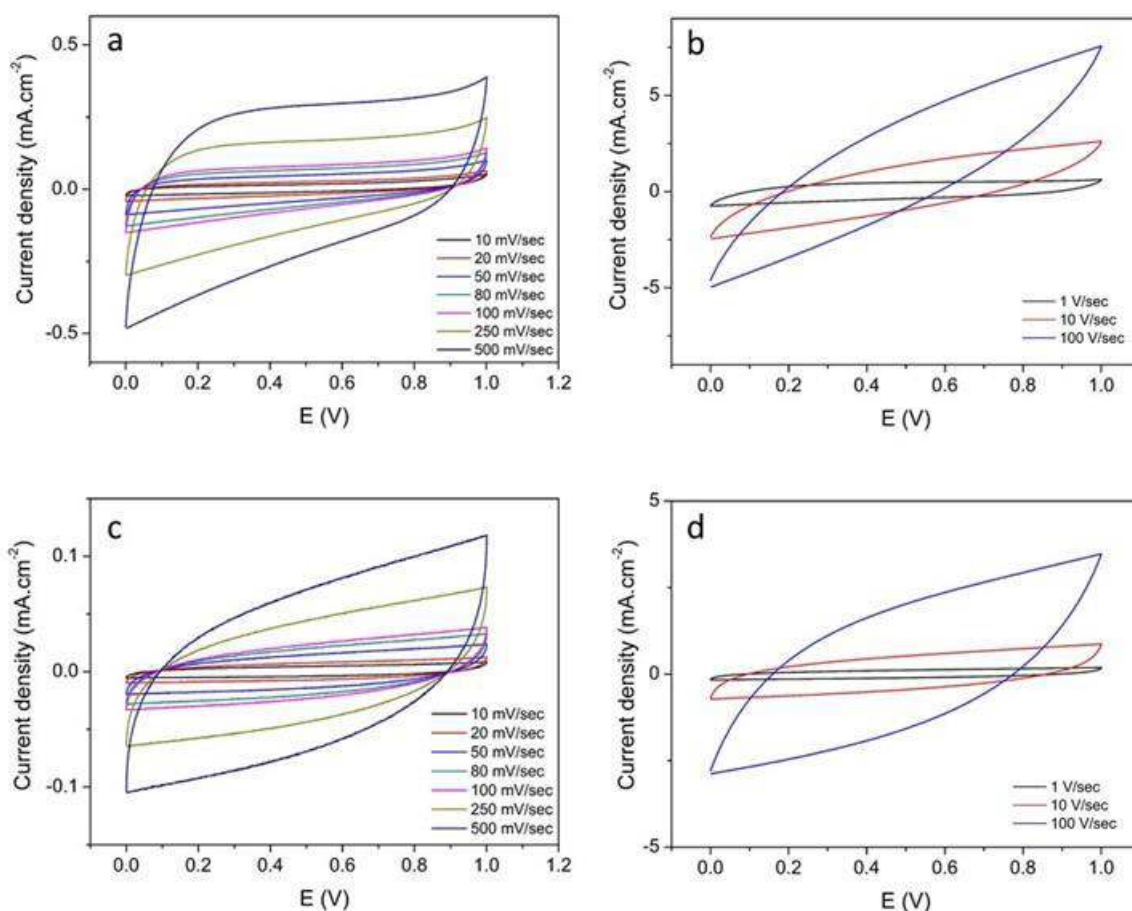 a
Current density (mA.cm⁻²)
0.5
0.0
-0.5
10 mV/sec
20 mV/sec
50 mV/sec
80 mV/sec
100 mV/sec
250 mV/sec
500 mV/sec
0.0 0.2 0.4 0.6 0.8 1.0 1.2
E (V)
b
Current density (mA.cm⁻²)
5
0
-5
1 V/sec
10 V/sec
100 V/sec
0.0 0.2 0.4 0.6 0.8 1.0
E (V)
c
Current density (mA.cm⁻²)
0.1
0.0
-0.1
10 mV/sec
20 mV/sec
50 mV/sec
80 mV/sec
100 mV/sec
250 mV/sec
500 mV/sec
0.0 0.2 0.4 0.6 0.8 1.0 1.2
E (V)
d
Current density (mA.cm⁻²)
5
0
-5
1 V/sec
10 V/sec
100 V/sec
0.0 0.2 0.4 0.6 0.8 1.0
E (V)